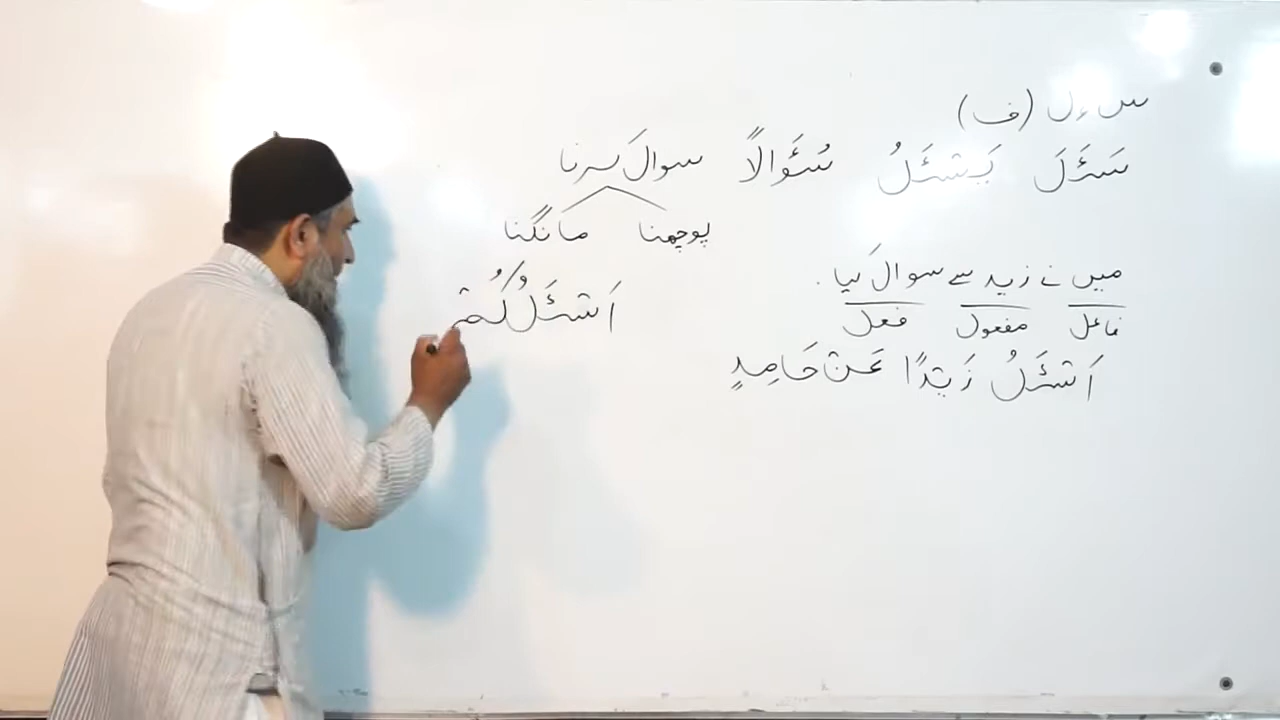 س ء ل (ف)
سَئَلَ يَسْئَلُ سُؤَالًا سوال کرنا
پوچھنا مانگنا
میں نے زید سے سوال کیا۔
فاعل مفعول فعل
اَسْئَلُ زَيْدًا عَنْ حَامِدٍ
اَسْئَلُكُمْ